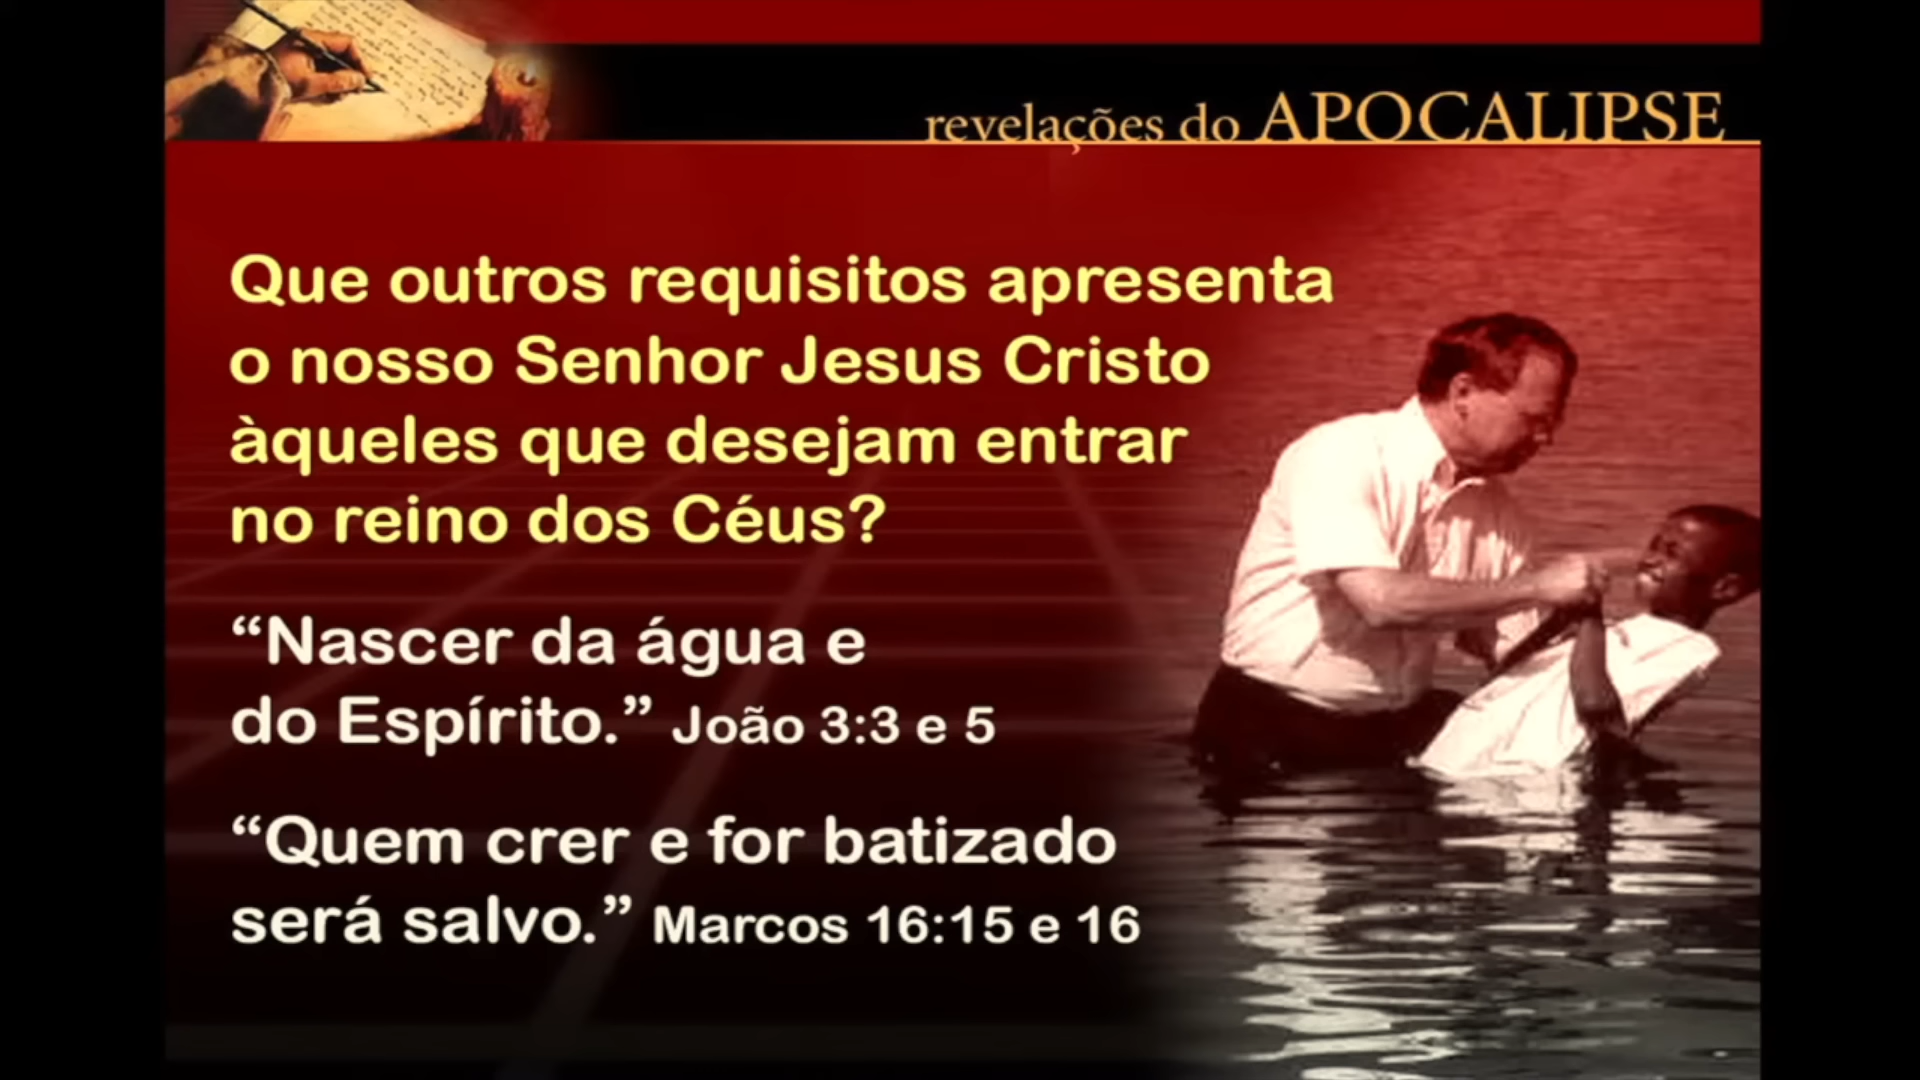 revelações do APOCALIPSE
Que outros requisitos apresenta
o nosso Senhor Jesus Cristo
àqueles que desejam entrar
no reino dos Céus?
“Nascer da água e
do Espírito.” João 3:3 e 5
“Quem crer e for batizado
será salvo.” Marcos 16:15 e 16